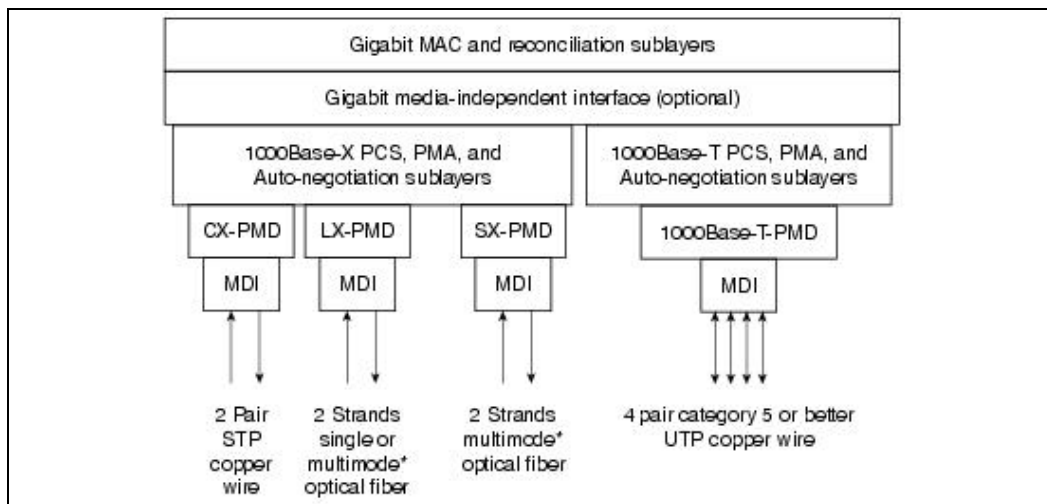 Gigabit MAC and reconciliation sublayers
Gigabit media-independent interface (optional)
1000Base-X PCS, PMA, and
Auto-negotiation sublayers
1000Base-T PCS, PMA, and
Auto-negotiation sublayers
CX-PMD
LX-PMD
SX-PMD
1000Base-T-PMD
MDI
MDI
MDI
MDI
2 Pair
STP
copper
wire
2 Strands
single or
multimode*
optical fiber
2 Strands
multimode*
optical fiber
4 pair category 5 or better
UTP copper wire